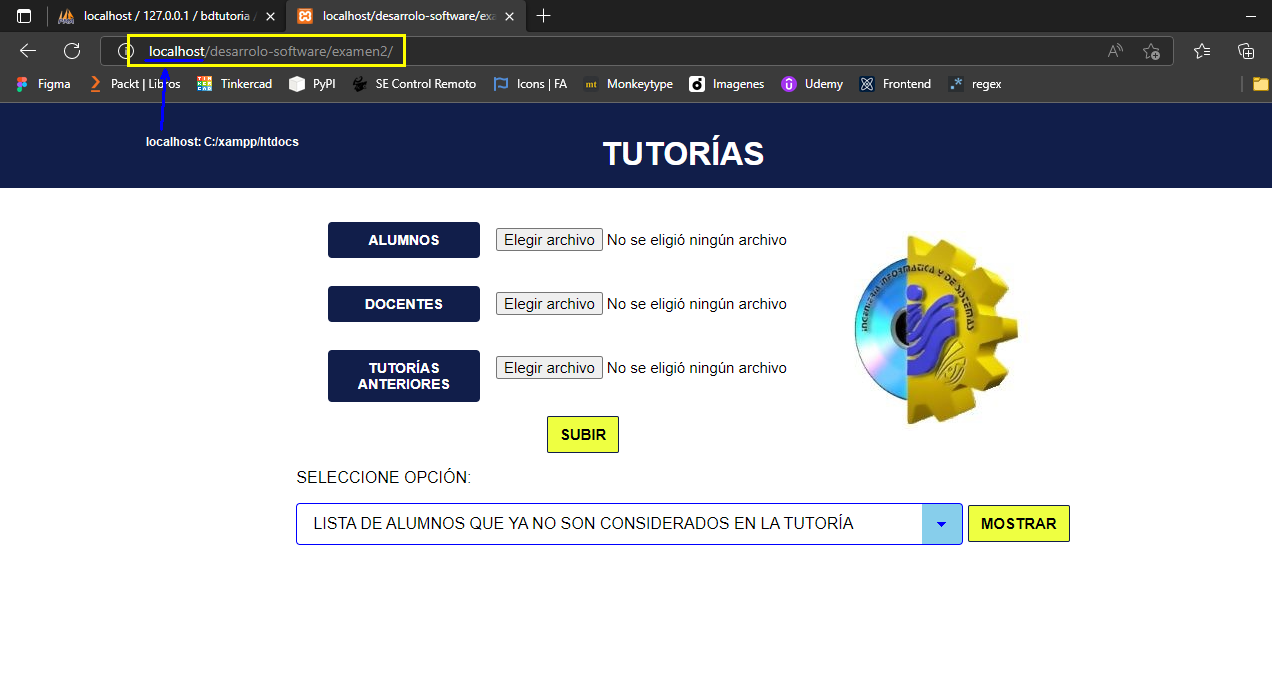 localhost / 127.0.0.1 / bdtutoria /
localhost/desarrolo-software/exa
localhost/desarrolo-software/examen2/
Figma
Packt | Libros
Tinkercad
PyPI
SE Control Remoto
Icons | FA
mt Monkeytype
Imagenes
Udemy
Frontend
.* regex
localhost: C:/xampp/htdocs
TUTORÍAS
ALUMNOS
Elegir archivo No se eligió ningún archivo
DOCENTES
Elegir archivo No se eligió ningún archivo
TUTORÍAS
ANTERIORES
Elegir archivo No se eligió ningún archivo
INGENIERIA INFORMATICA Y DE SISTEMAS
SUBIR
SELECCIONE OPCIÓN:
LISTA DE ALUMNOS QUE YA NO SON CONSIDERADOS EN LA TUTORÍA
MOSTRAR